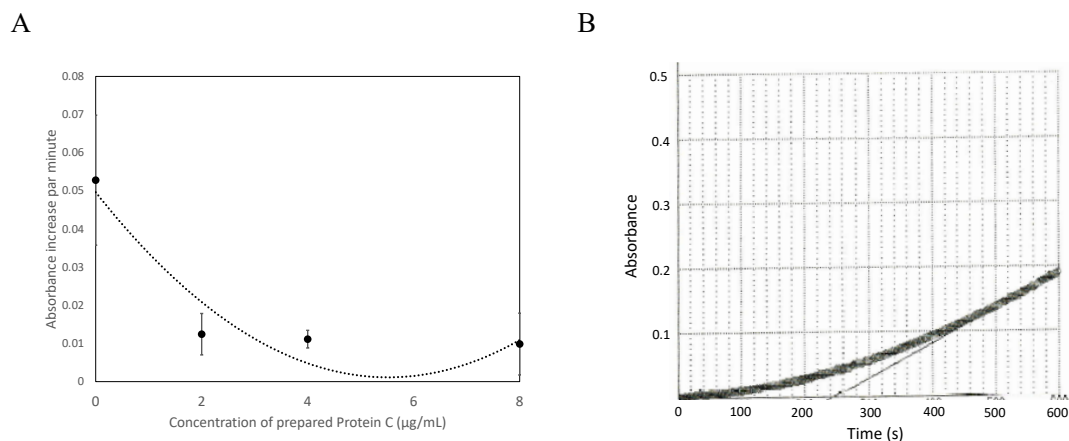 A
0.08
0.07
0.06
0.05
0.04
0.03
0.02
0.01
0
Absorbance increase par minute
0 2 4 8
Concentration of prepared Protein C (µg/mL)
B
0.5
0.4
0.3
0.2
0.1
Absorbance
0 100 200 300 400 500 600
Time (s)